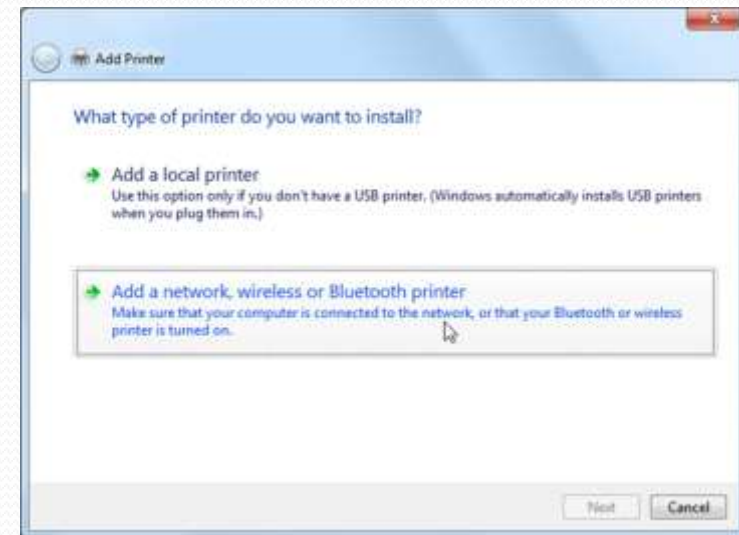 Add Printer
What type of printer do you want to install?
Add a local printer
Use this option only if you don't have a USB printer. (Windows automatically installs USB printers
when you plug them in.)
Add a network, wireless or Bluetooth printer
Make sure that your computer is connected to the network, or that your Bluetooth or wireless
printer is turned on.
Next
Cancel